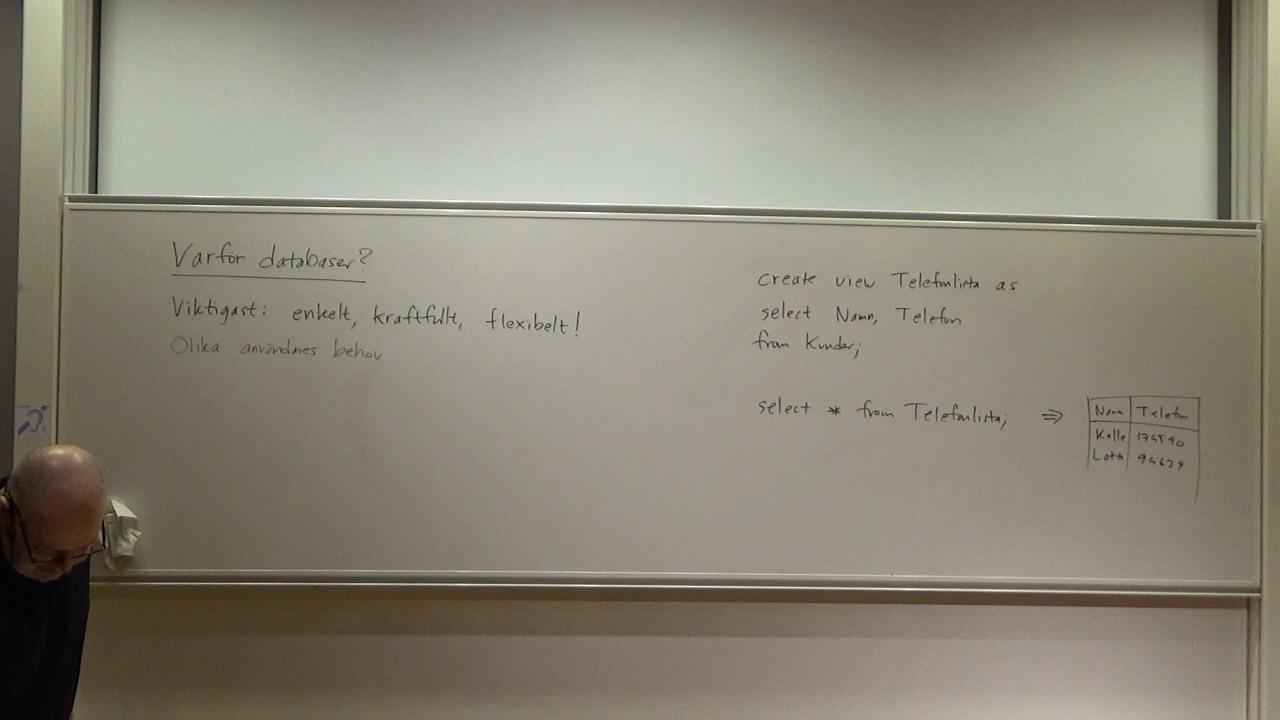 Varför databaser?
Viktigast: enkelt, kraftfullt, flexibelt!
Olika användares behov
create view Telefonlista as
select Namn, Telefon
from Kunder;
select * from Telefonlista; ⇒
Namn Telefon
Kalle 174590
Lotta